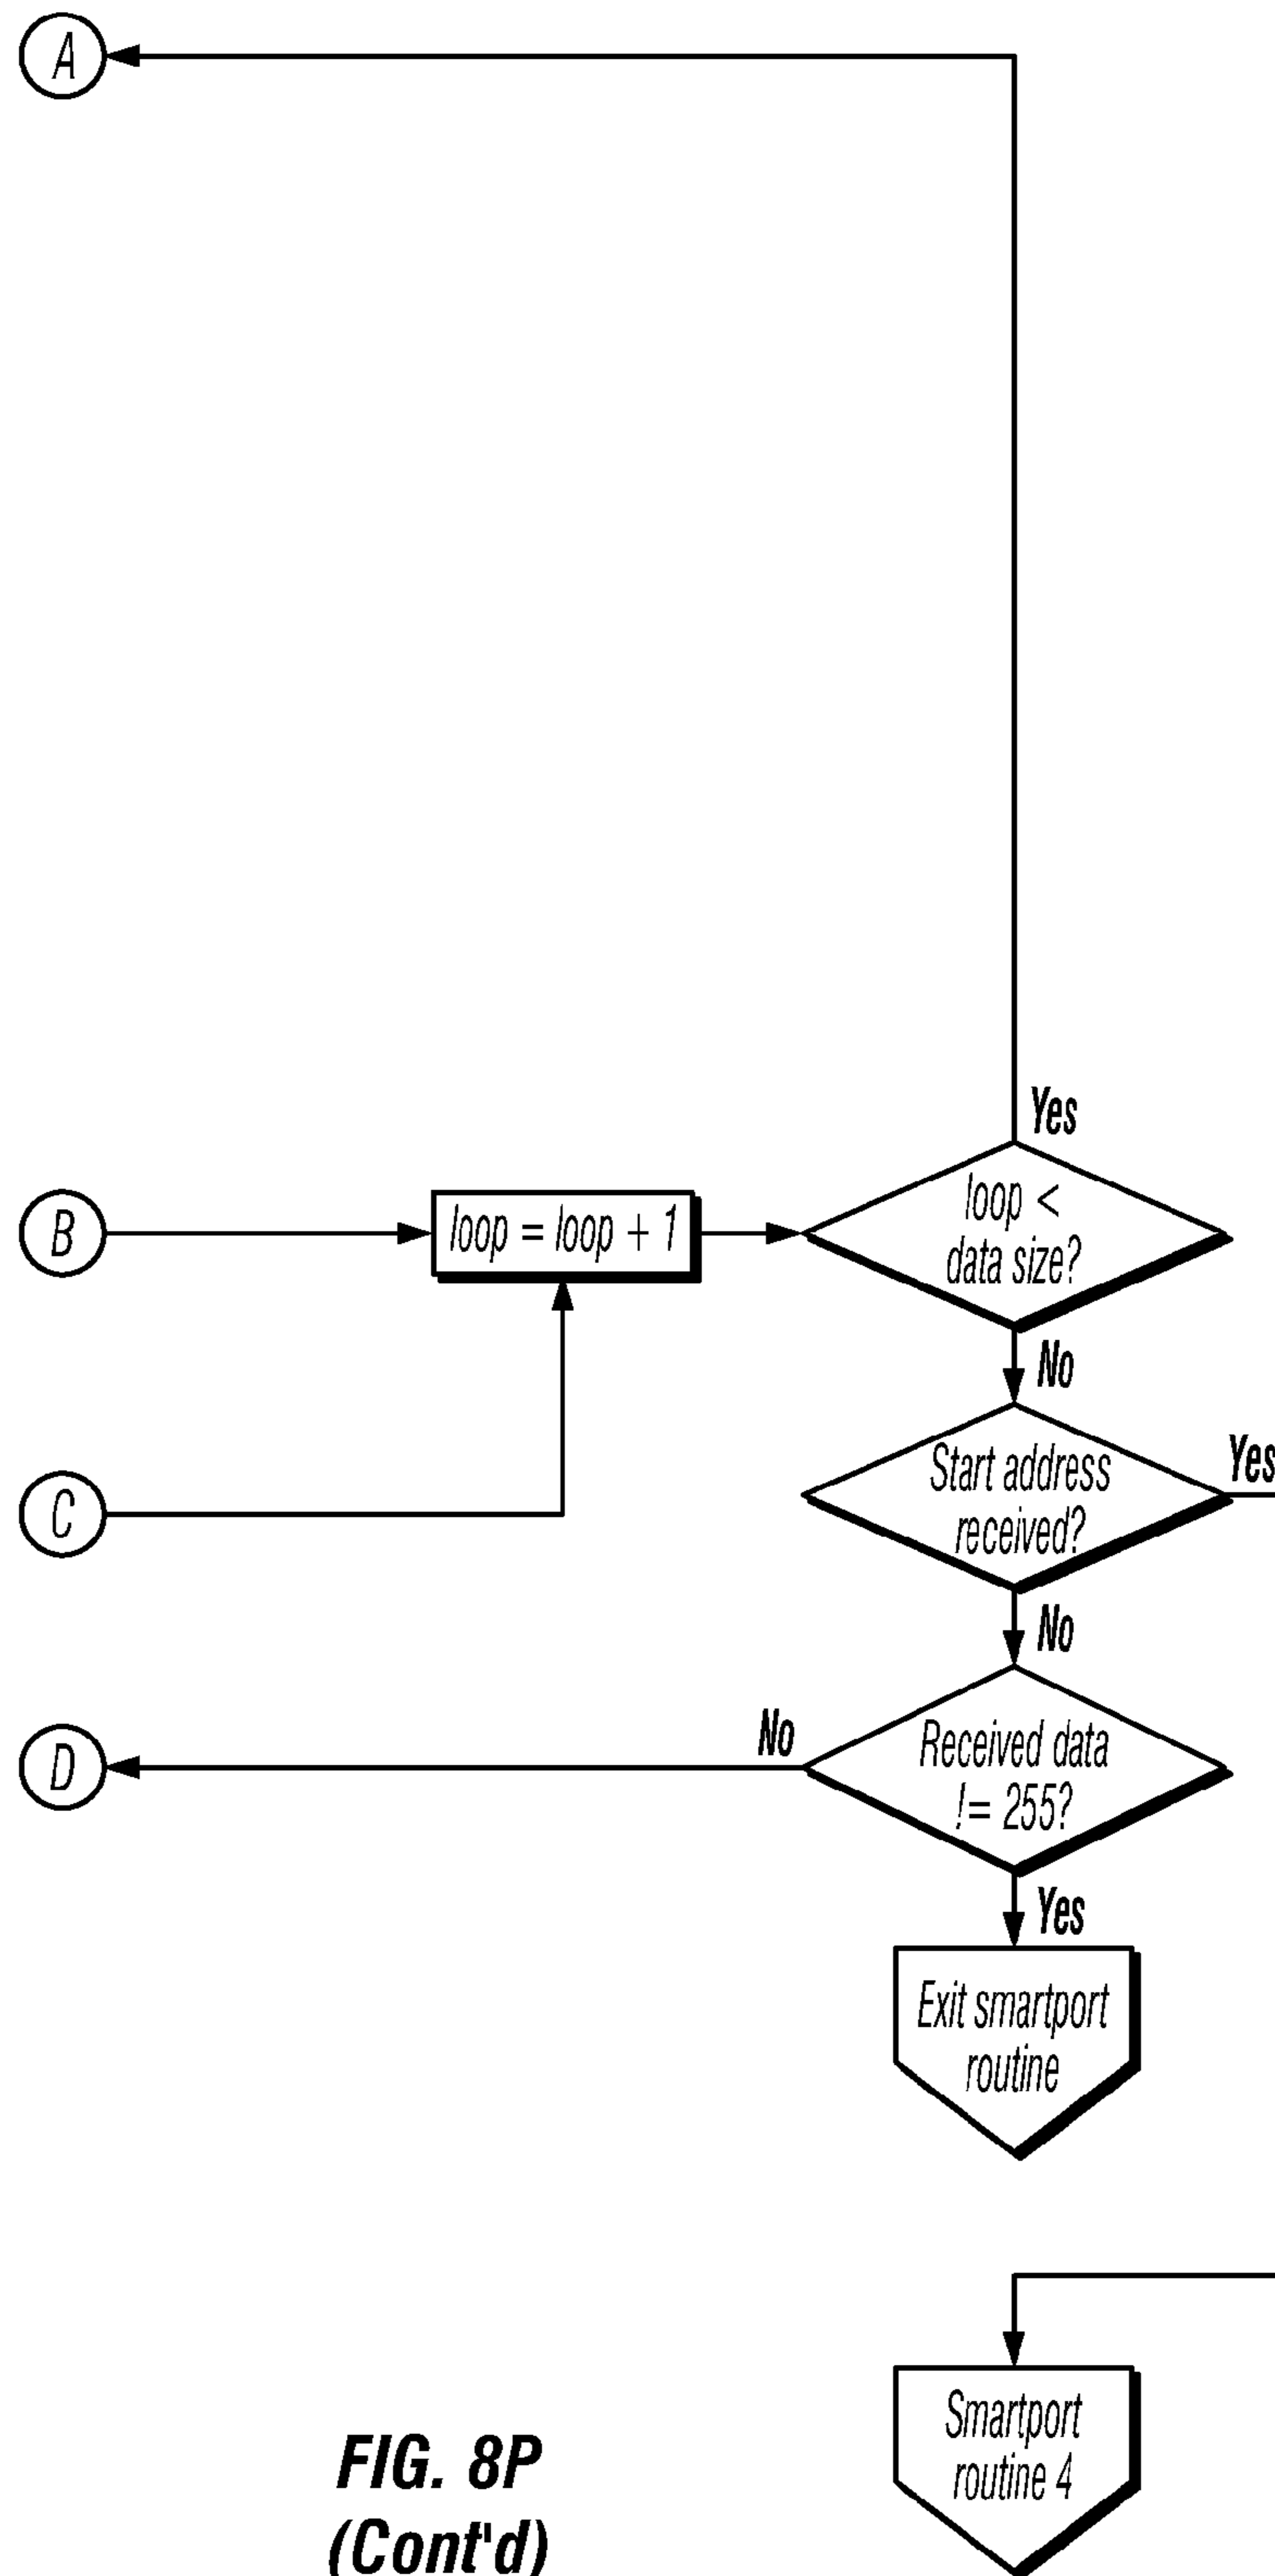 A
Yes
B
loop = loop + 1
loop <
data size?
No
C
Start address
received?
Yes
No
D
No
Received data
!= 255?
Yes
Exit smartport
routine
Smartport
routine 4
FIG. 8P
(Cont'd)